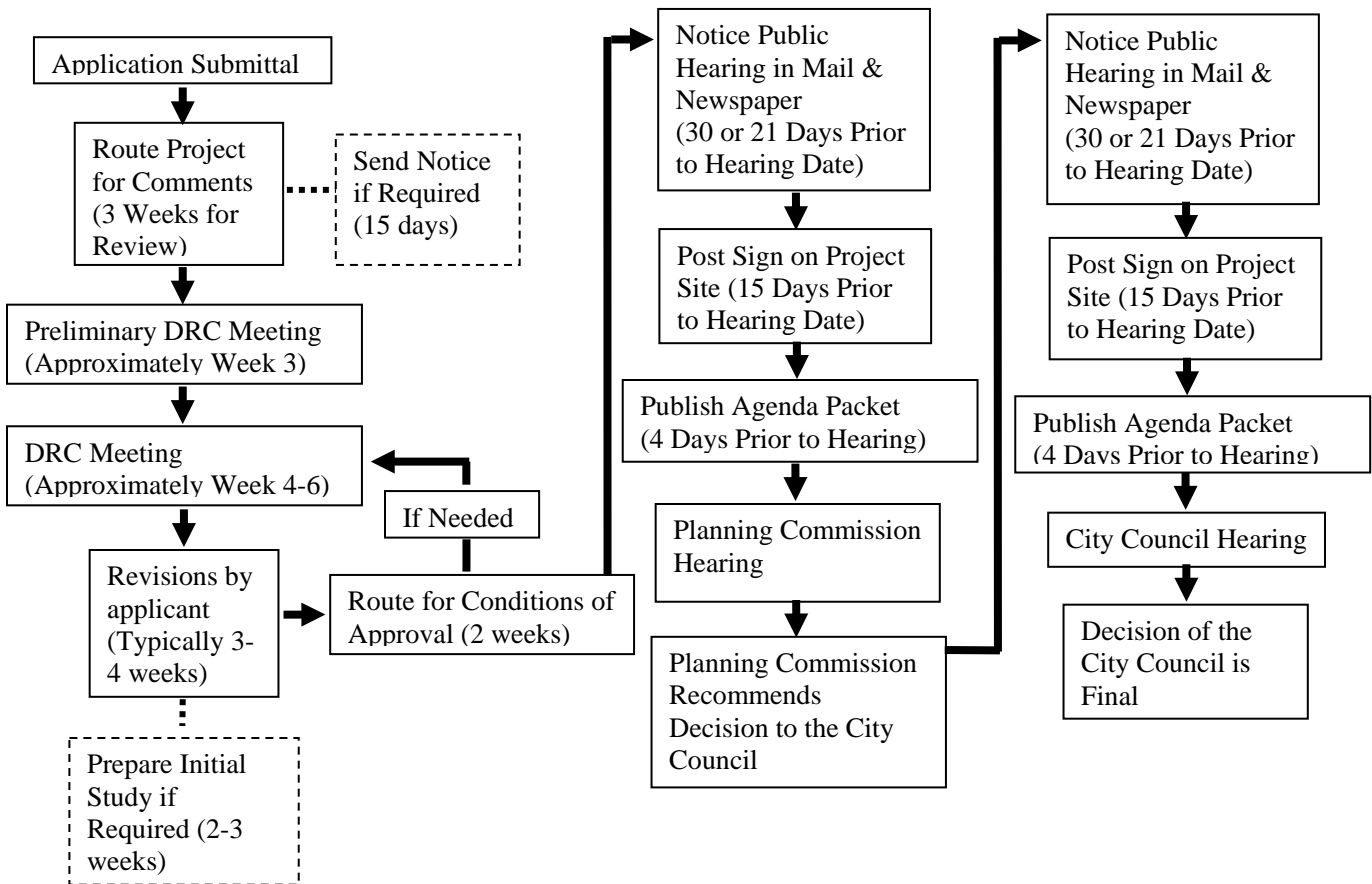 Application Submittal
Route Project
for Comments
(3 Weeks for
Review)
Send Notice
if Required
(15 days)
Preliminary DRC Meeting
(Approximately Week 3)
DRC Meeting
(Approximately Week 4-6)
If Needed
Revisions by
applicant
(Typically 3-
4 weeks)
Route for Conditions of
Approval (2 weeks)
Prepare Initial
Study if
Required (2-3
weeks)
Notice Public
Hearing in Mail &
Newspaper
(30 or 21 Days Prior
to Hearing Date)
Post Sign on Project
Site (15 Days Prior
to Hearing Date)
Publish Agenda Packet
(4 Days Prior to Hearing)
Planning Commission
Hearing
Planning Commission
Recommends
Decision to the City
Council
Notice Public
Hearing in Mail &
Newspaper
(30 or 21 Days Prior
to Hearing Date)
Post Sign on Project
Site (15 Days Prior
to Hearing Date)
Publish Agenda Packet
(4 Days Prior to Hearing)
City Council Hearing
Decision of the
City Council is
Final